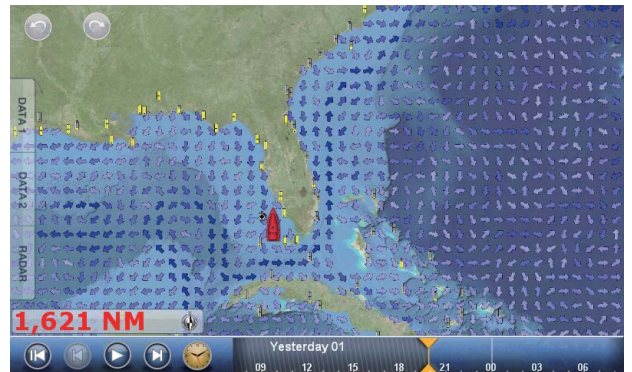 DATA 1
DATA 2
RADAR
1,621 NM
Yesterday 01
09 12 15 18 21 00 03 06